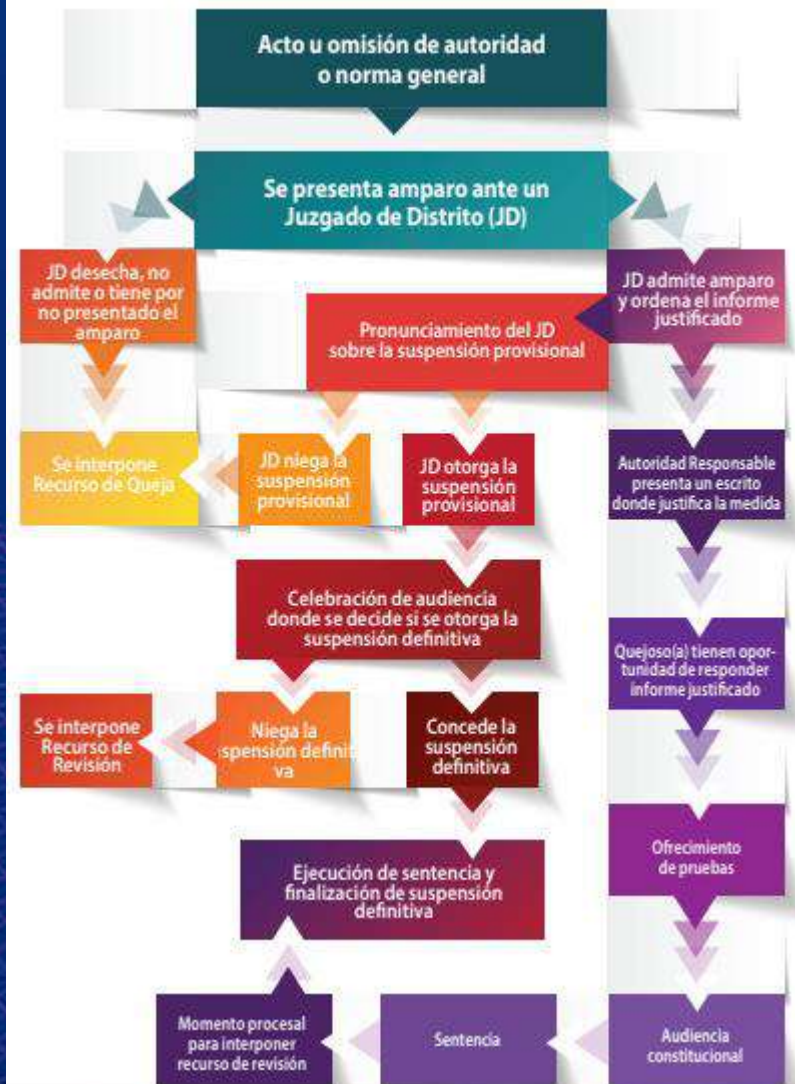 Acto u omisión de autoridad
o norma general
Se presenta amparo ante un
Juzgado de Distrito (JD)
JD desecha, no
admite o tiene por
no presentado el
amparo
JD admite amparo
y ordena el informe
justificado
Pronunciamiento del JD
sobre la suspensión provisional
Se interpone
Recurso de Queja
JD niega la
suspensión
provisional
JD otorga la
suspensión
provisional
Autoridad Responsable
presenta un escrito
donde justifica la medida
Celebración de audiencia
donde se decide si se otorga la
suspensión definitiva
Quejoso(a) tienen opor-
tunidad de responder
informe justificado
Se interpone
Recurso de
Revisión
Niega la
spensión definit
va
Concede la
suspensión
definitiva
Ofrecimiento
de pruebas
Ejecución de sentencia y
finalización de suspensión
definitiva
Momento procesal
para interponer
recurso de revisión
Sentencia
Audiencia
constitucional